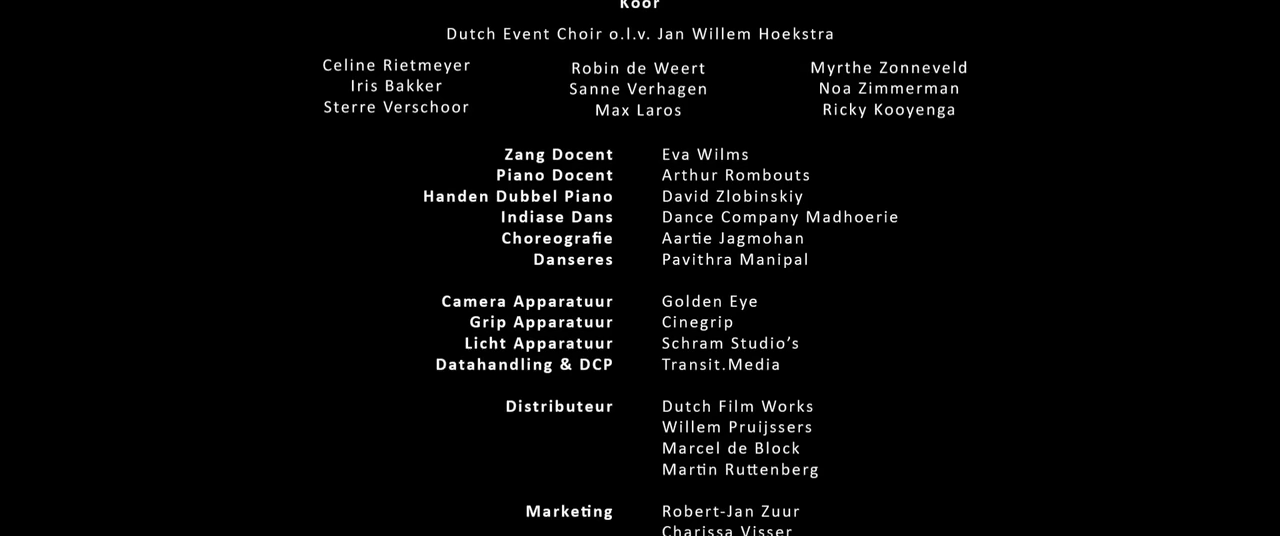 Koor
Dutch Event Choir o.l.v. Jan Willem Hoekstra
Celine Rietmeyer Robin de Weert Myrthe Zonneveld
Iris Bakker Sanne Verhagen Noa Zimmerman
Sterre Verschoor Max Laros Ricky Kooyenga
Zang Docent Eva Wilms
Piano Docent Arthur Rombouts
Handen Dubbel Piano David Zlobinskiy
Indiase Dans Dance Company Madhoerie
Choreografie Aartie Jagmohan
Danseres Pavithra Manipal
Camera Apparatuur Golden Eye
Grip Apparatuur Cinegrip
Licht Apparatuur Schram Studio’s
Datahandling & DCP Transit.Media
Distributeur Dutch Film Works
Willem Pruijssers
Marcel de Block
Martin Ruttenberg
Marketing Robert-Jan Zuur
Charissa Visser